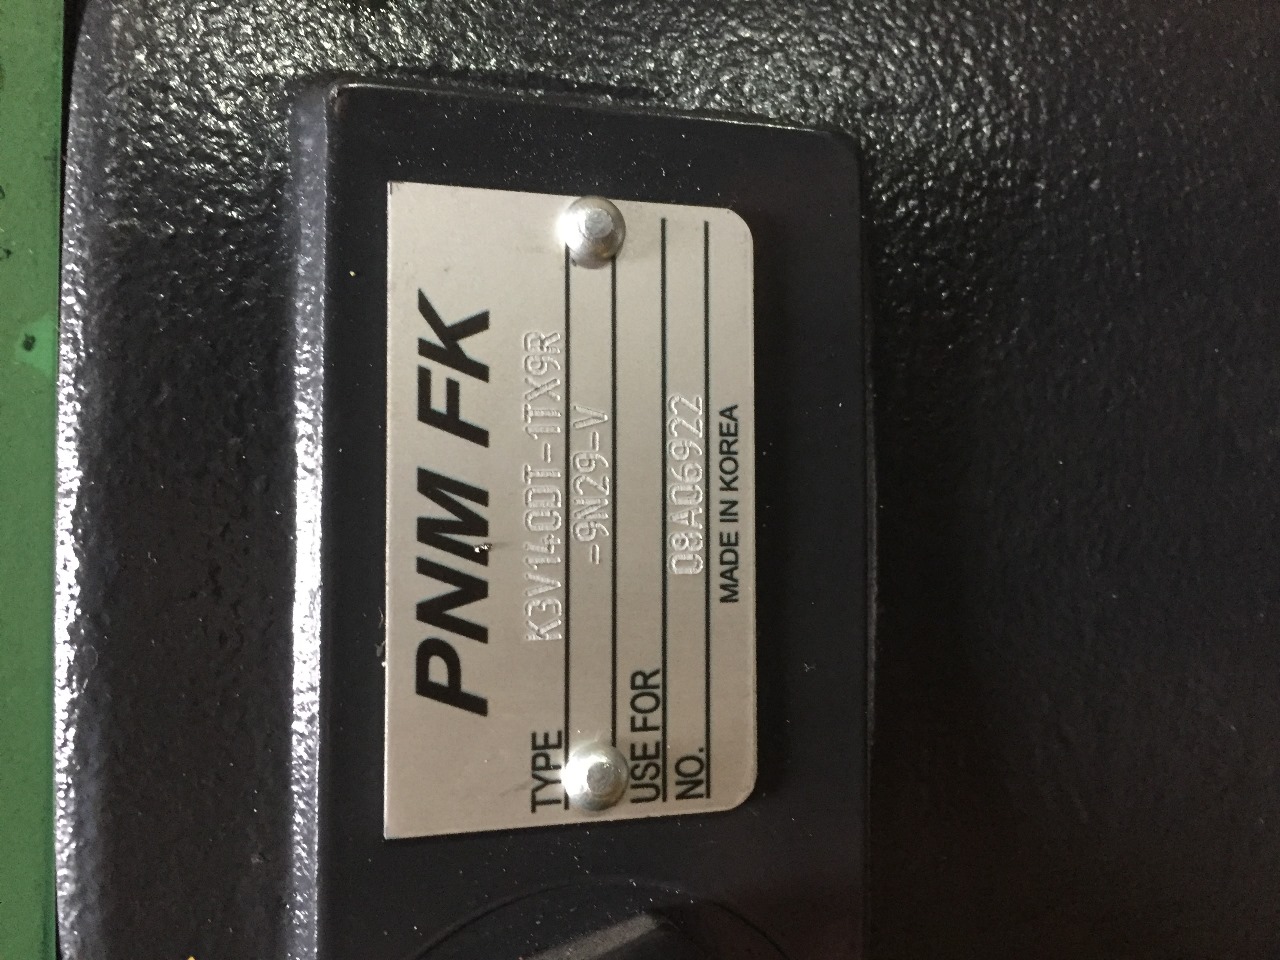 PNM FK
TYPE K3V140DT-1TX9R
-9N29-V
USE FOR
NO. 08A06922
MADE IN KOREA